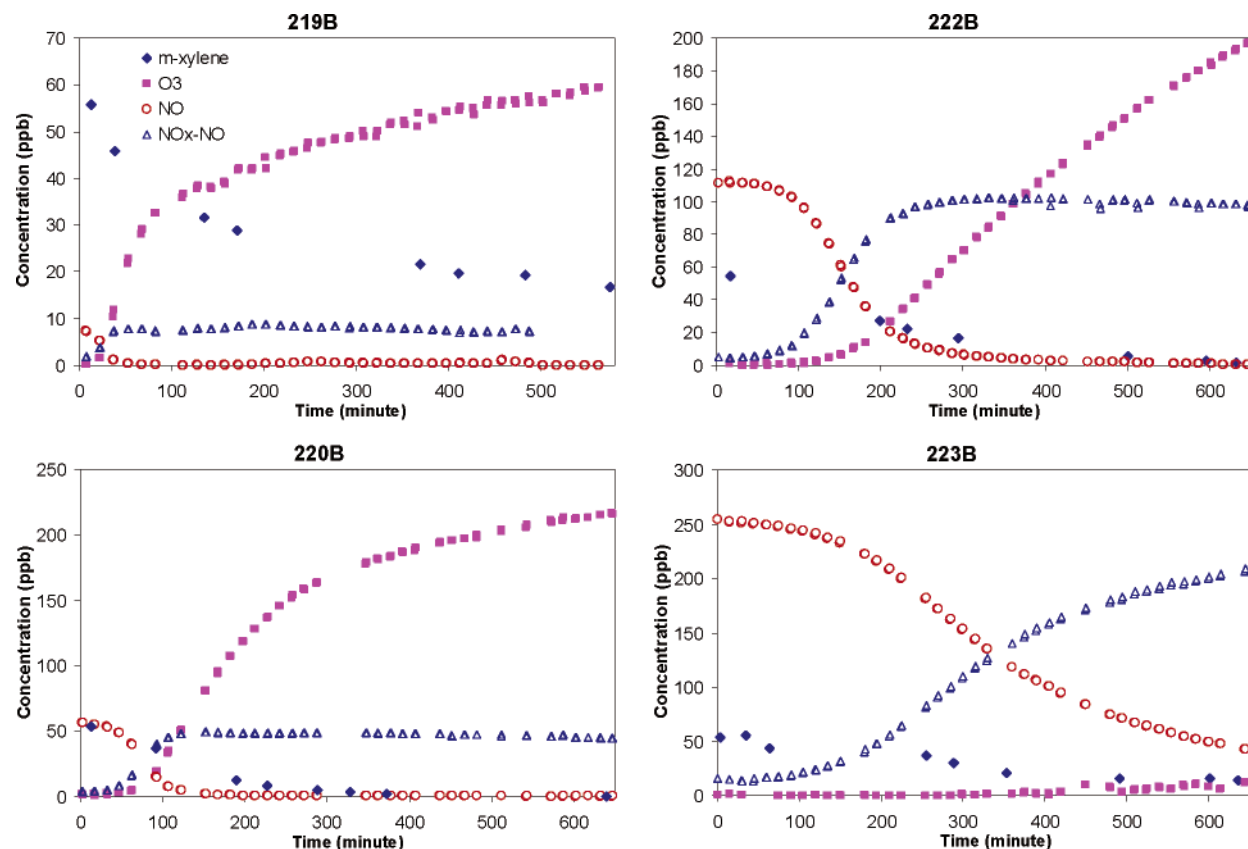 219B
Concentration (ppb)
70
60
50
40
30
20
10
0
m-xylene
O3
NO
NOx-NO
0 100 200 300 400 500
Time (minute)
222B
Concentration (ppb)
200
180
160
140
120
100
80
60
40
20
0
0 100 200 300 400 500 600
Time (minute)
220B
Concentration (ppb)
250
200
150
100
50
0
0 100 200 300 400 500 600
Time (minute)
223B
Concentration (ppb)
300
250
200
150
100
50
0
0 100 200 300 400 500 600
Time (minute)